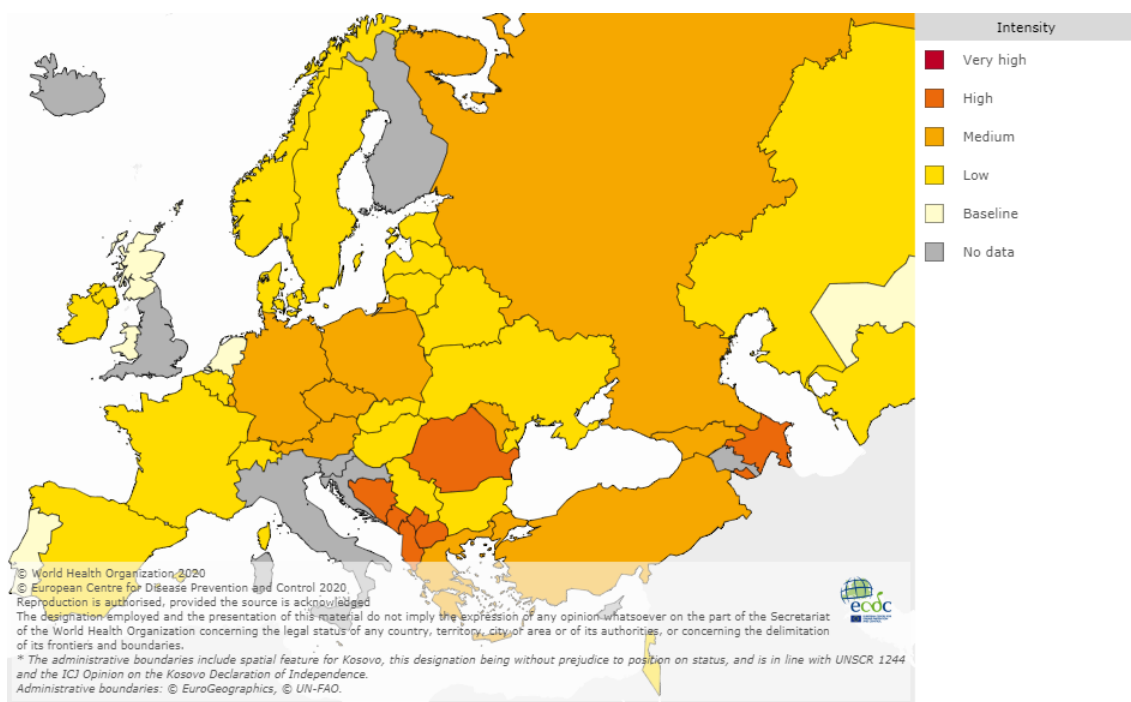 Intensity
Very high
High
Medium
Low
Baseline
No data
© World Health Organization 2020
© European Centre for Disease Prevention and Control 2020
Reproduction is authorised, provided the source is acknowledged
The designation employed and the presentation of this material do not imply the expression of any opinion whatsoever on the part of the Secretariat
of the World Health Organization concerning the legal status of any country, territory, city or area or of its authorities, or concerning the delimitation
of its frontiers and boundaries.
* The administrative boundaries include spatial feature for Kosovo, this designation being without prejudice to position on status, and is in line with UNSCR 1244
and the ICJ Opinion on the Kosovo Declaration of Independence.
Administrative boundaries: © EuroGeographics, © UN-FAO.
ecdc